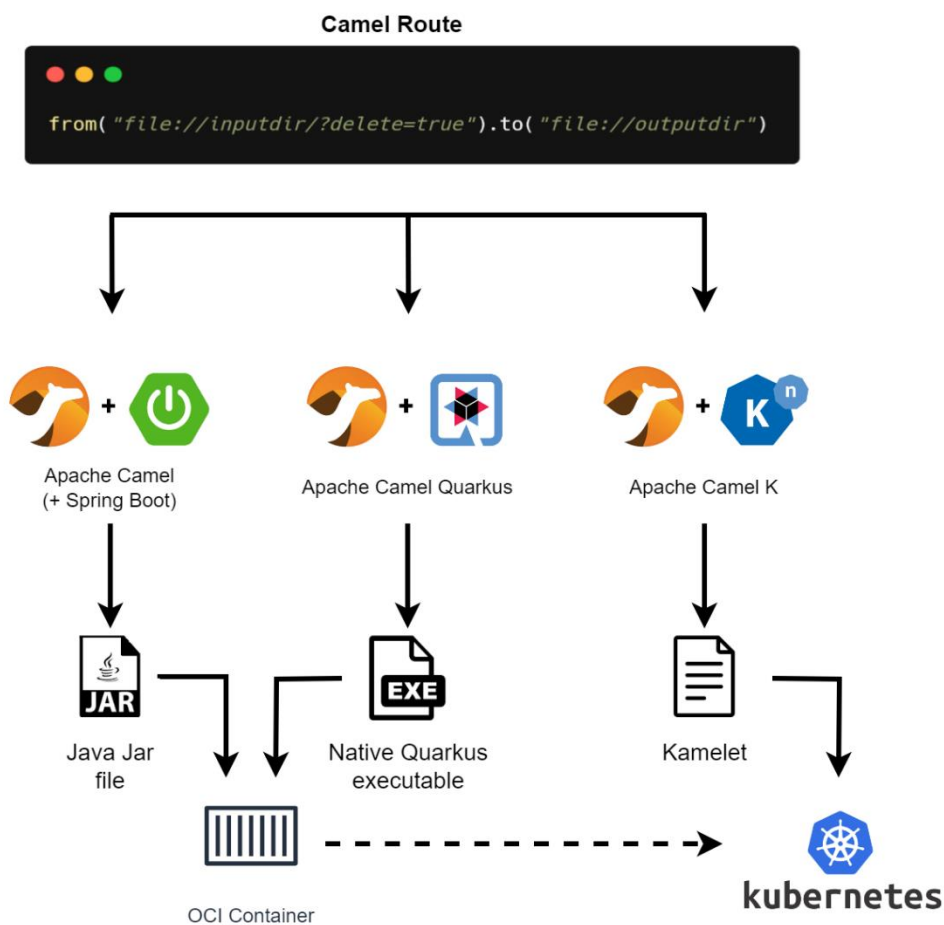 Camel Route
from("file://inputdir/?delete=true").to("file://outputdir")
+
+
+
K
n
Apache Camel
(+ Spring Boot)
Apache Camel Quarkus
Apache Camel K
JAR
EXE
Java Jar
file
Native Quarkus
executable
Kamelet
OCI Container
kubernetes